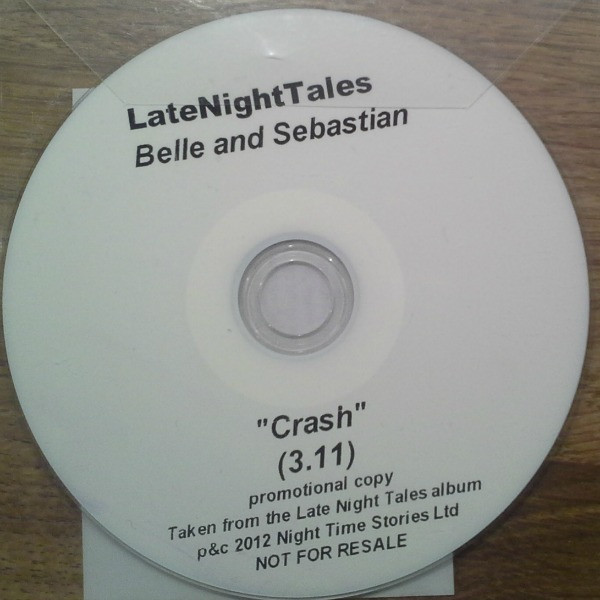 LateNightTales
Belle and Sebastian
"Crash"
(3.11)
promotional copy
Taken from the Late Night Tales album
p&c 2012 Night Time Stories Ltd
NOT FOR RESALE